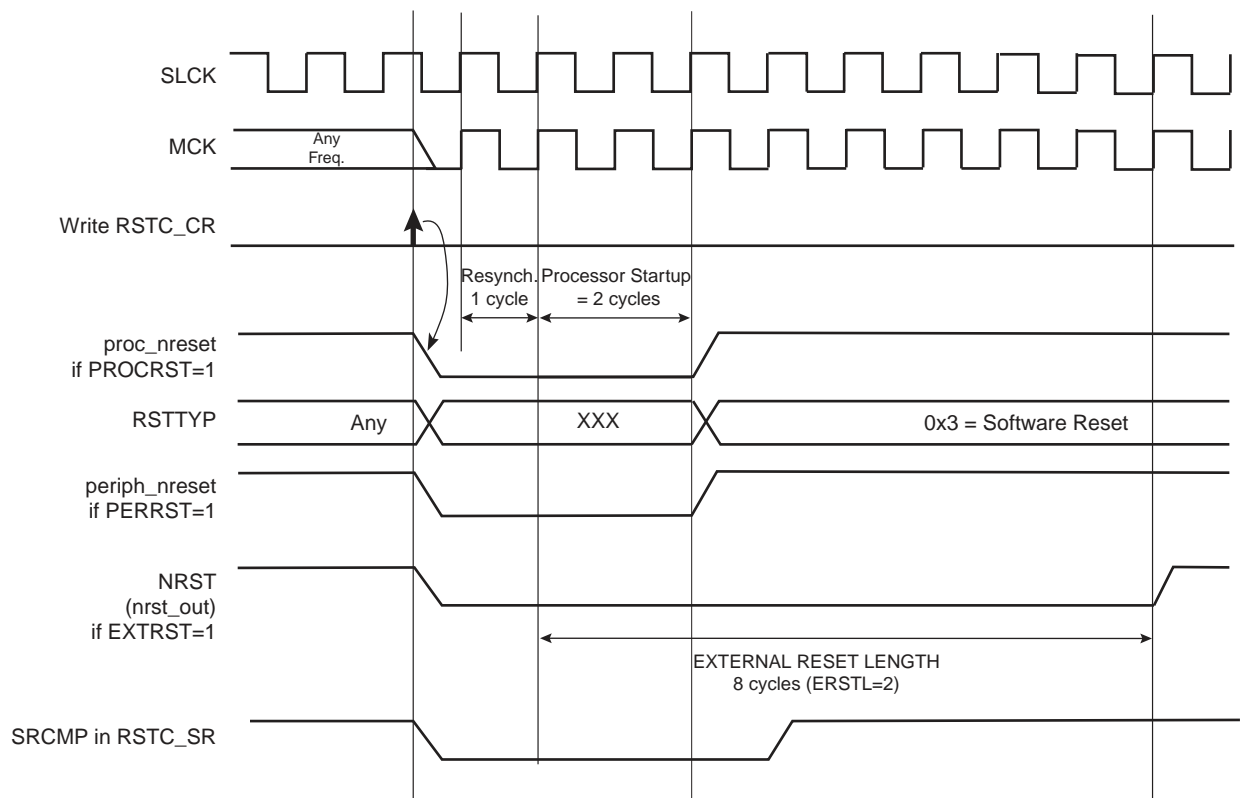 SLCK
MCK
Any
Freq.
Write RSTC_CR
Resynch.
1 cycle
Processor Startup
= 2 cycles
proc_nreset
if PROCRST=1
RSTTYP
Any
XXX
0x3 = Software Reset
periph_nreset
if PERRST=1
NRST
(nrst_out)
if EXTRST=1
EXTERNAL RESET LENGTH
8 cycles (ERSTL=2)
SRCMP in RSTC_SR